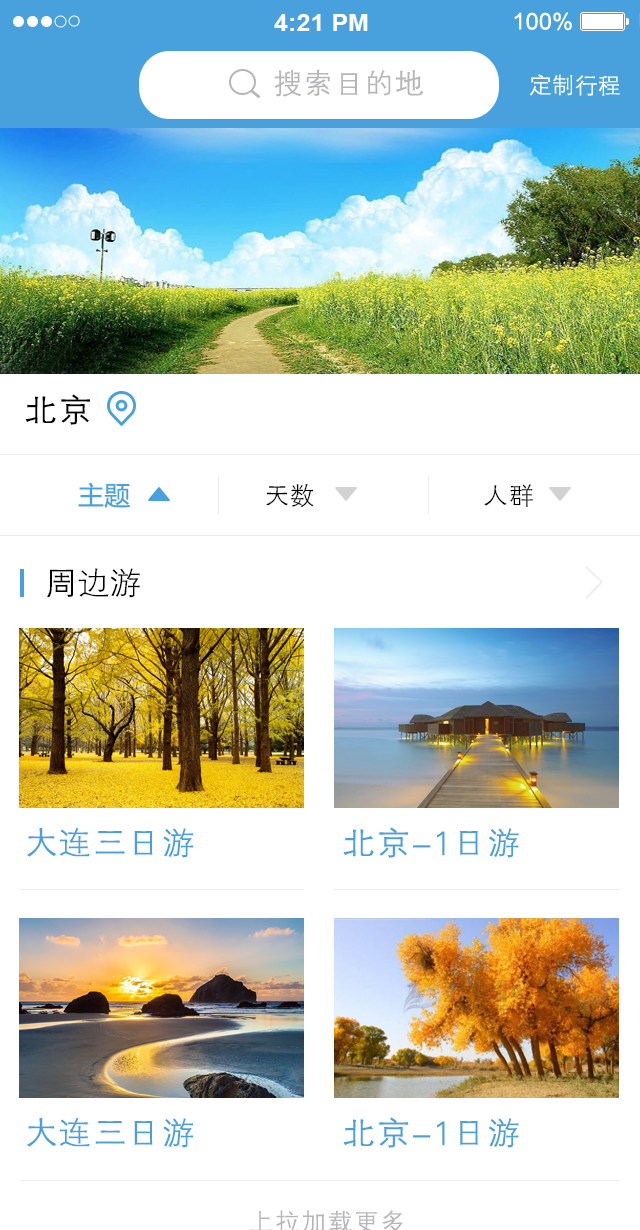 4:21 PM 100%
搜索目的地 定制行程
北京
主题 天数 人群
周边游
大连三日游 北京-1日游
大连三日游 北京-1日游
上拉加载更多